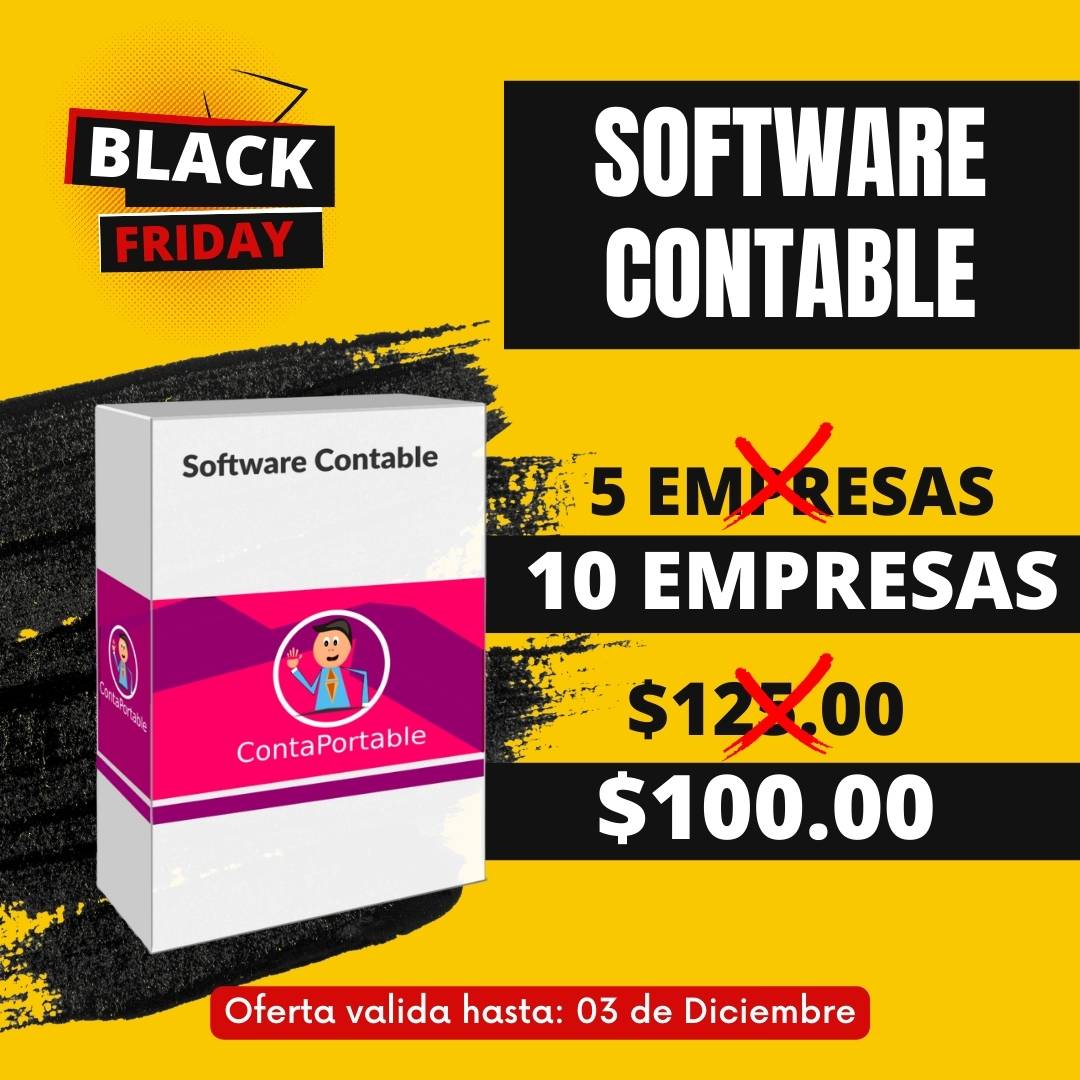 BLACK
FRIDAY
SOFTWARE
CONTABLE
Software Contable
ContaPortable
ContaPortable
5 EMPRESAS
10 EMPRESAS
$125.00
$100.00
Oferta valida hasta: 03 de Diciembre